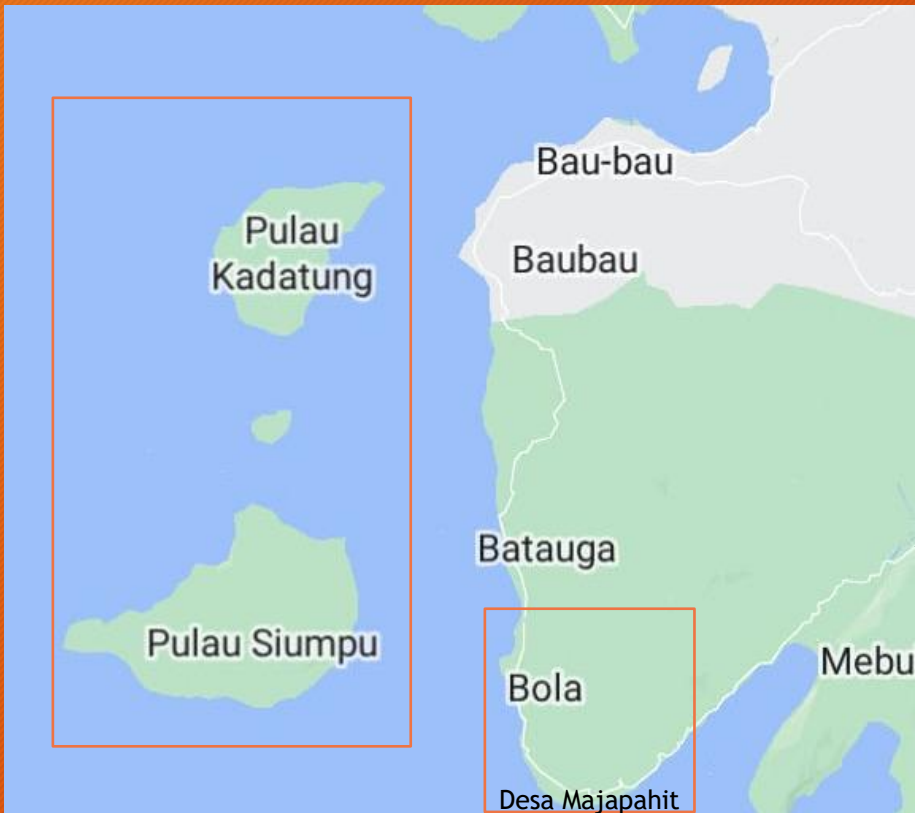 Bau-bau
Pulau
Kadatung
Baubau
Batauga
Pulau Siumpu
Mebu
Bola
Desa Majapahit